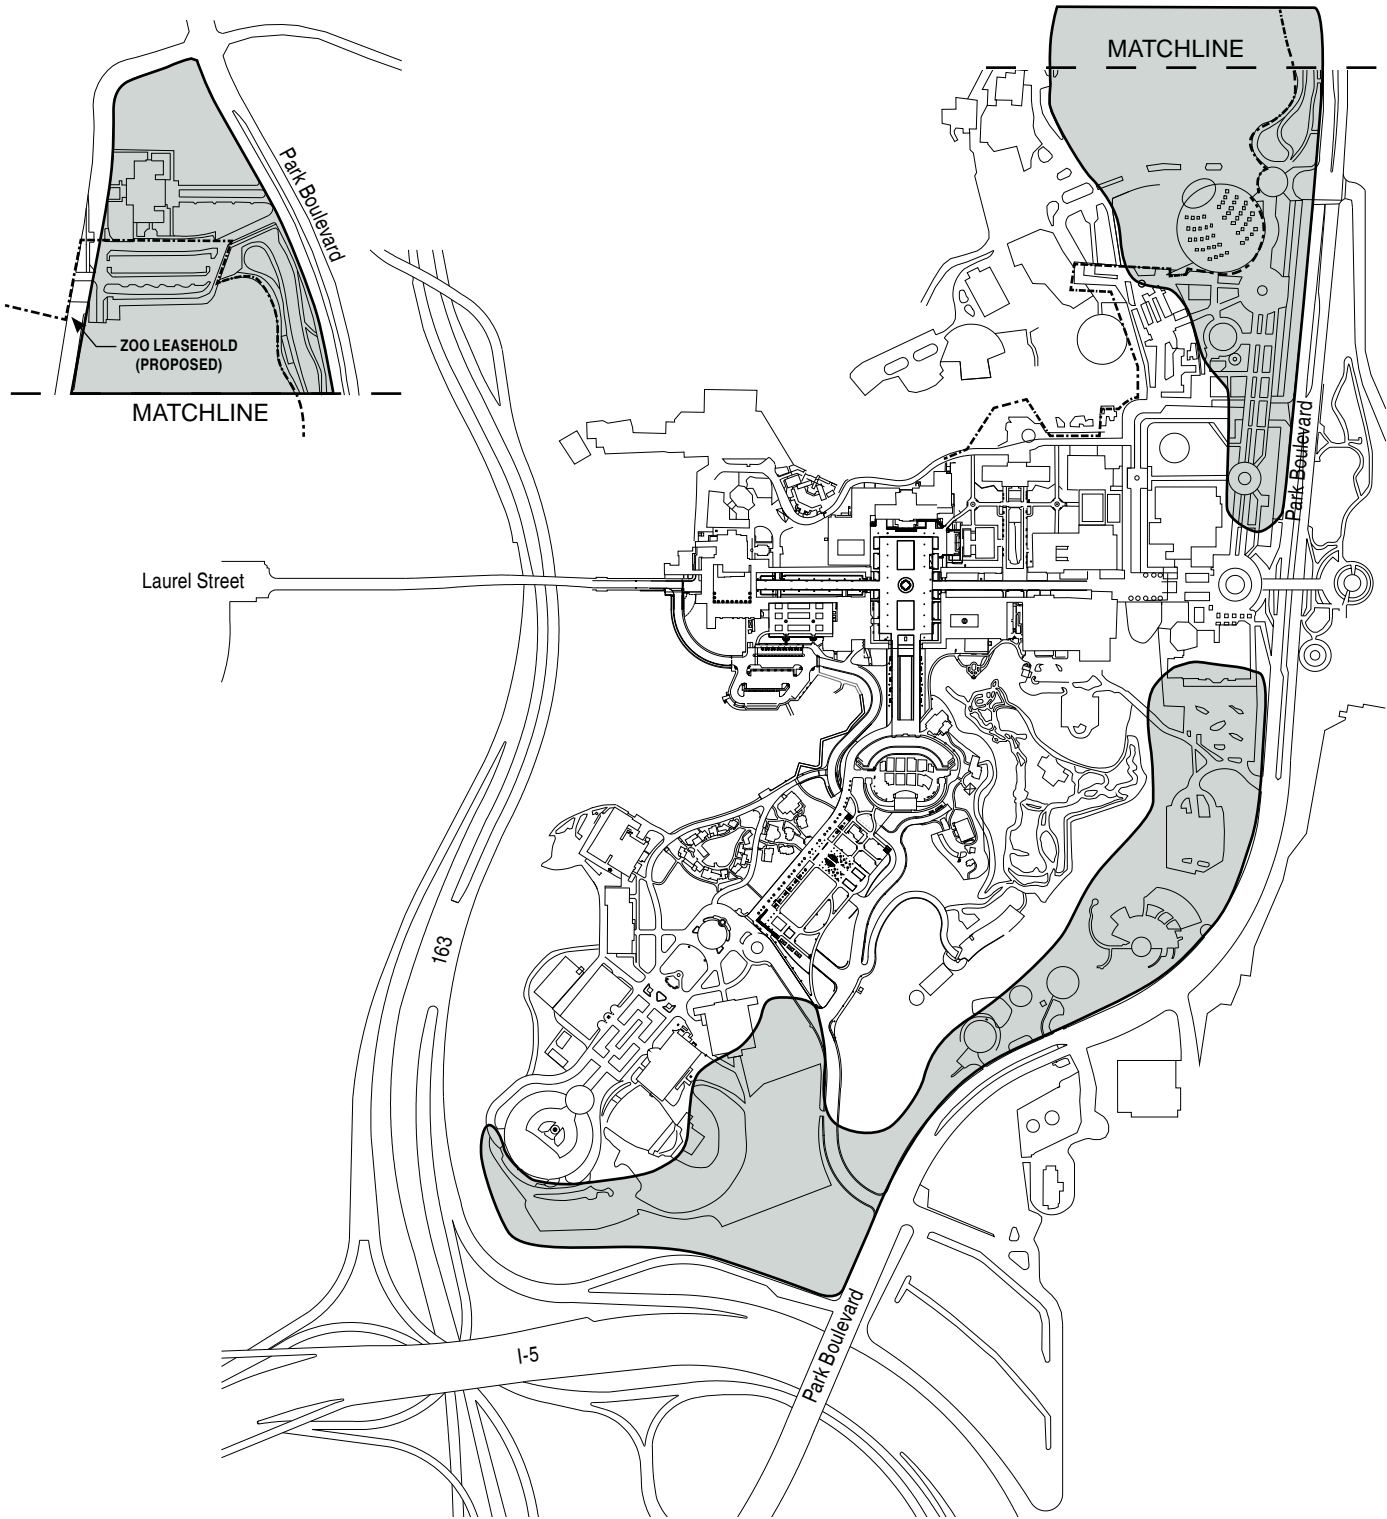 MATCHLINE
Park Boulevard
ZOO LEASEHOLD
(PROPOSED)
MATCHLINE
Park Boulevard
Laurel Street
163
I-5
Park Boulevard